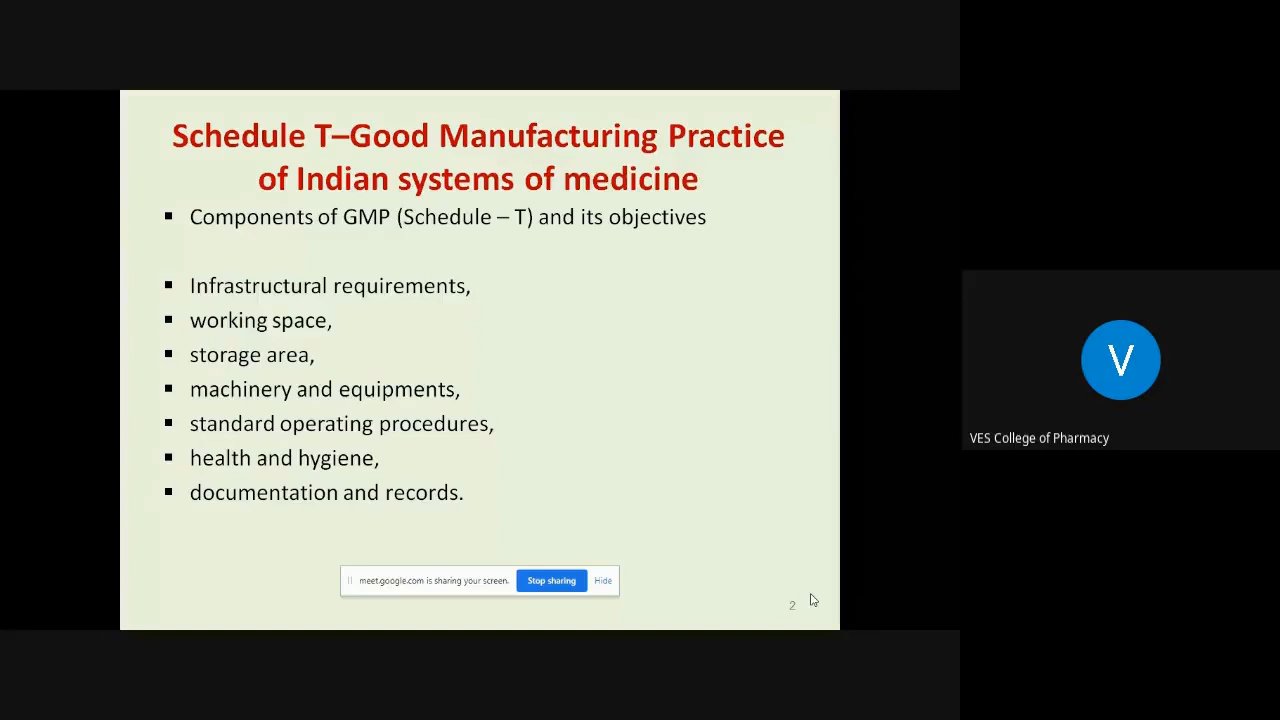 Schedule T–Good Manufacturing Practice
of Indian systems of medicine
▪ Components of GMP (Schedule – T) and its objectives
▪ Infrastructural requirements,
▪ working space,
▪ storage area,
▪ machinery and equipments,
▪ standard operating procedures,
▪ health and hygiene,
▪ documentation and records.
meet.google.com is sharing your screen. Stop sharing Hide
2
V
VES College of Pharmacy